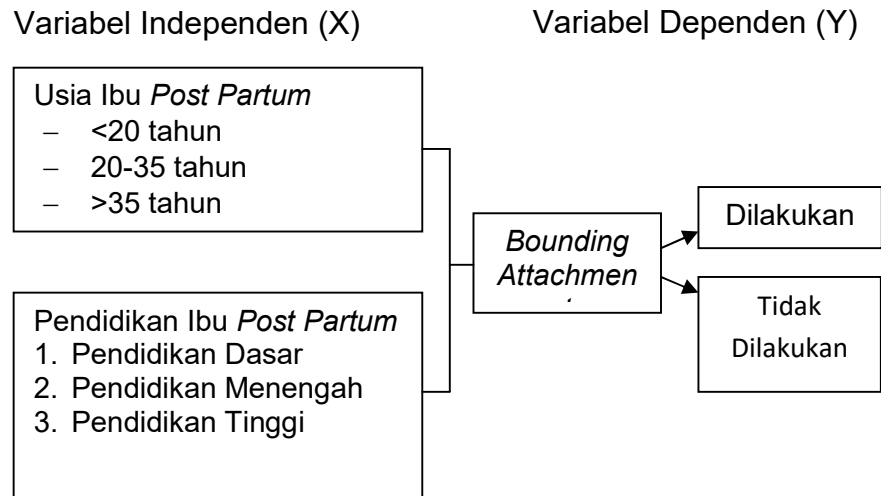 Variabel Independen (X)
Variabel Dependen (Y)
Usia Ibu Post Partum
– <20 tahun
– 20-35 tahun
– >35 tahun
Pendidikan Ibu Post Partum
1. Pendidikan Dasar
2. Pendidikan Menengah
3. Pendidikan Tinggi
Bounding
Attachmen
Dilakukan
Tidak
Dilakukan